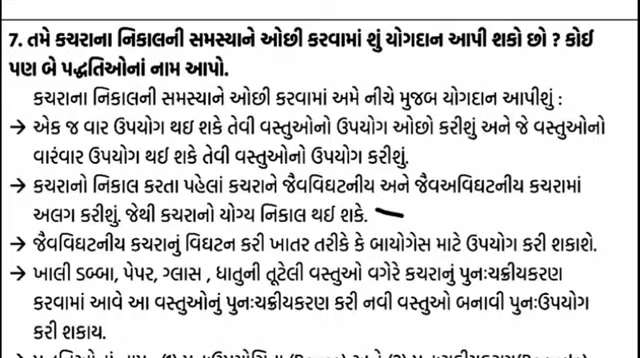 7. તમે કચરાના નિકાલની સમસ્યાને ઓછી કરવામાં શું યોગદાન આપી શકો છો ? કોઈ
પણ બે પદ્ધતિઓનાં નામ આપો.
કચરાના નિકાલની સમસ્યાને ઓછી કરવામાં અમે નીચે મુજબ યોગદાન આપીશું :
→ એક જ વાર ઉપયોગ થઇ શકે તેવી વસ્તુઓનો ઉપયોગ ઓછો કરીશું અને જે વસ્તુઓનો
વારંવાર ઉપયોગ થઈ શકે તેવી વસ્તુઓનો ઉપયોગ કરીશું.
→ કચરાનો નિકાલ કરતા પહેલાં કચરાને જૈવવિઘટનીય અને જૈવઅવિઘટનીય કચરામાં
અલગ કરીશું. જેથી કચરાનો યોગ્ય નિકાલ થઈ શકે.
→ જૈવવિઘટનીય કચરાનું વિઘટન કરી ખાતર તરીકે કે બાયોગેસ માટે ઉપયોગ કરી શકાશે.
→ ખાલી ડબ્બા, પેપર, ગ્લાસ , ધાતુની તૂટેલી વસ્તુઓ વગેરે કચરાનું પુનઃચક્રીયકરણ
કરવામાં આવે આ વસ્તુઓનું પુનઃચક્રીયકરણ કરી નવી વસ્તુઓ બનાવી પુનઃઉપયોગ
કરી શકાય.